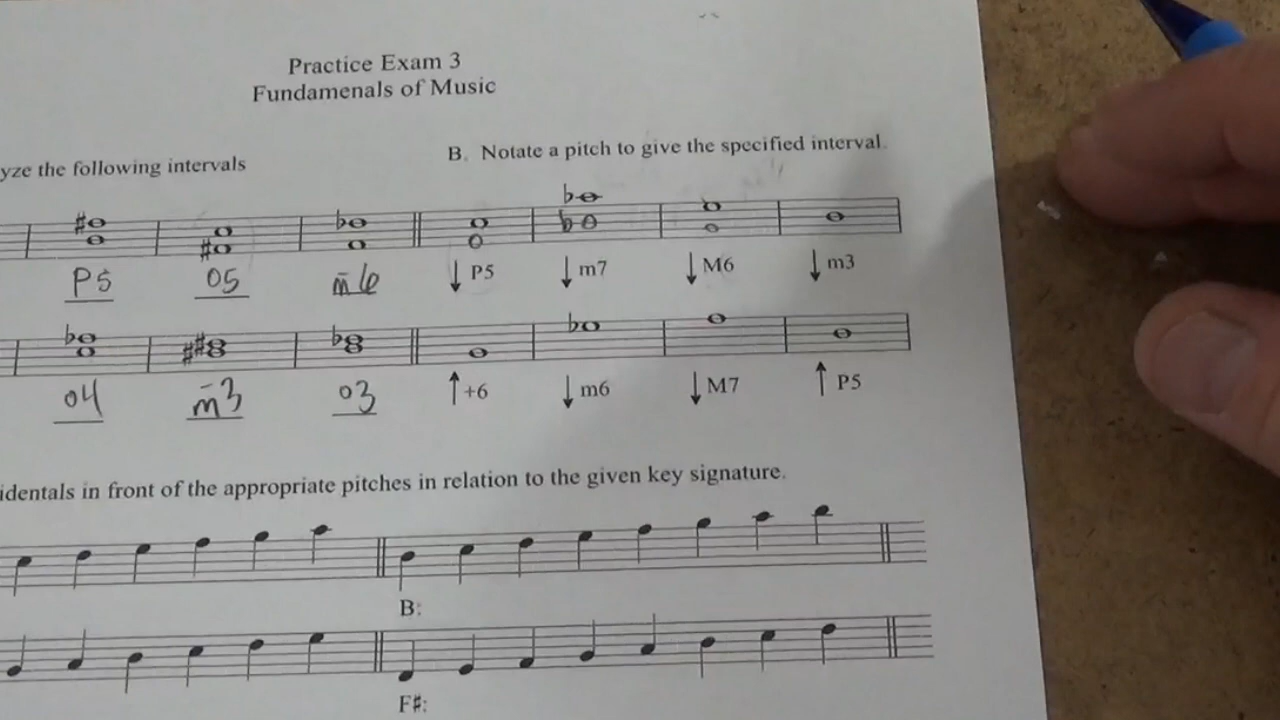 Practice Exam 3
Fundamenals of Music
yze the following intervals
B. Notate a pitch to give the specified interval.
P5 o5 m6 ↓ P5 ↓ m7 ↓ M6 ↓ m3
o4 m3 o3 ↑ +6 ↓ m6 ↓ M7 ↑ P5
identals in front of the appropriate pitches in relation to the given key signature.
B:
F#: